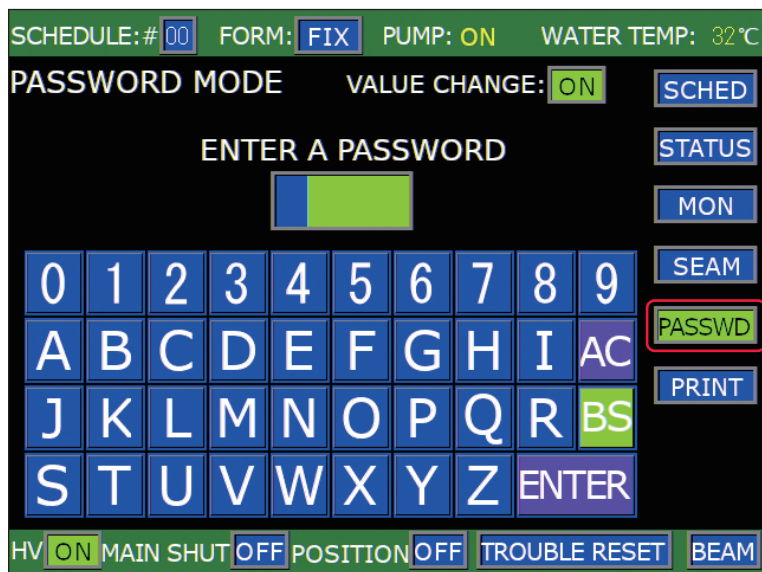 SCHEDULE:# 00 FORM: FIX PUMP: ON WATER TEMP: 32℃
PASSWORD MODE VALUE CHANGE: ON SCHED
ENTER A PASSWORD STATUS
MON
0 1 2 3 4 5 6 7 8 9 SEAM
A B C D E F G H I AC PASSWD
J K L M N O P Q R BS PRINT
S T U V W X Y Z ENTER
HV ON MAIN SHUT OFF POSITION OFF TROUBLE RESET BEAM